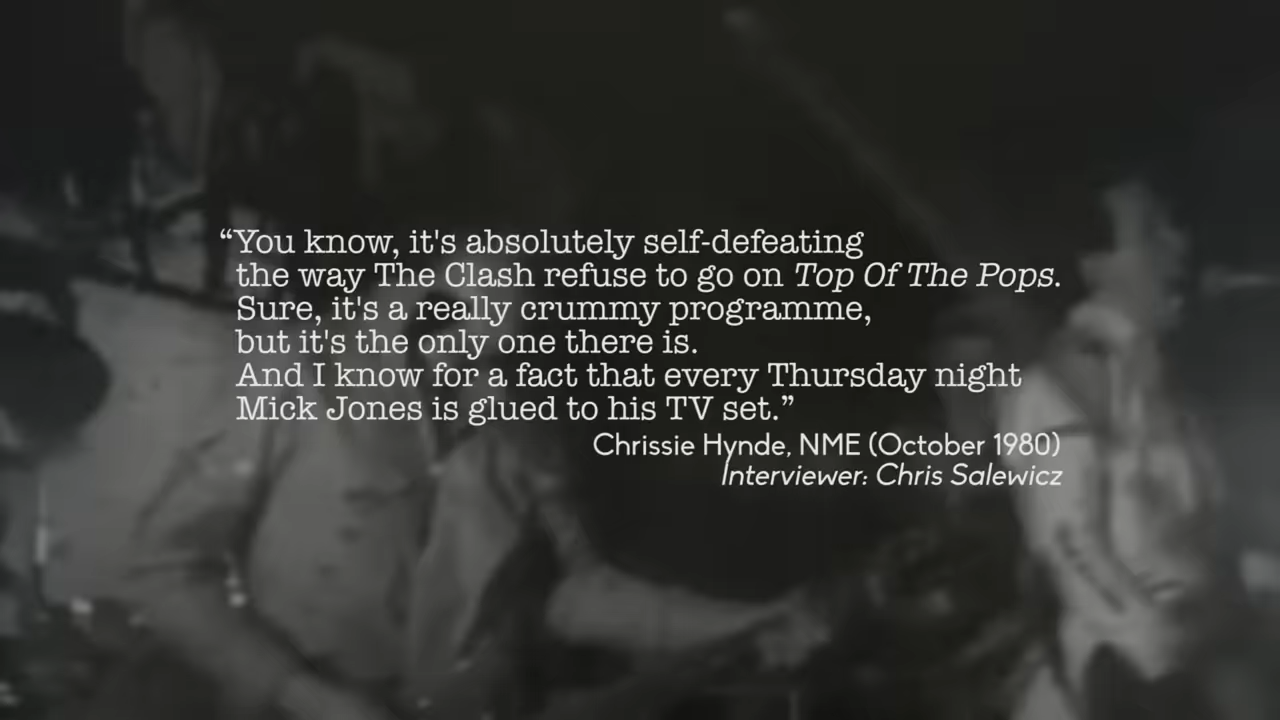 “You know, it's absolutely self-defeating
the way The Clash refuse to go on Top Of The Pops.
Sure, it's a really crummy programme,
but it's the only one there is.
And I know for a fact that every Thursday night
Mick Jones is glued to his TV set.”
Chrissie Hynde, NME (October 1980)
Interviewer: Chris Salewicz